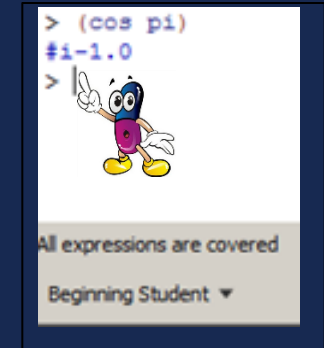 > (cos pi)
#i-1.0
>
All expressions are covered
Beginning Student ▼